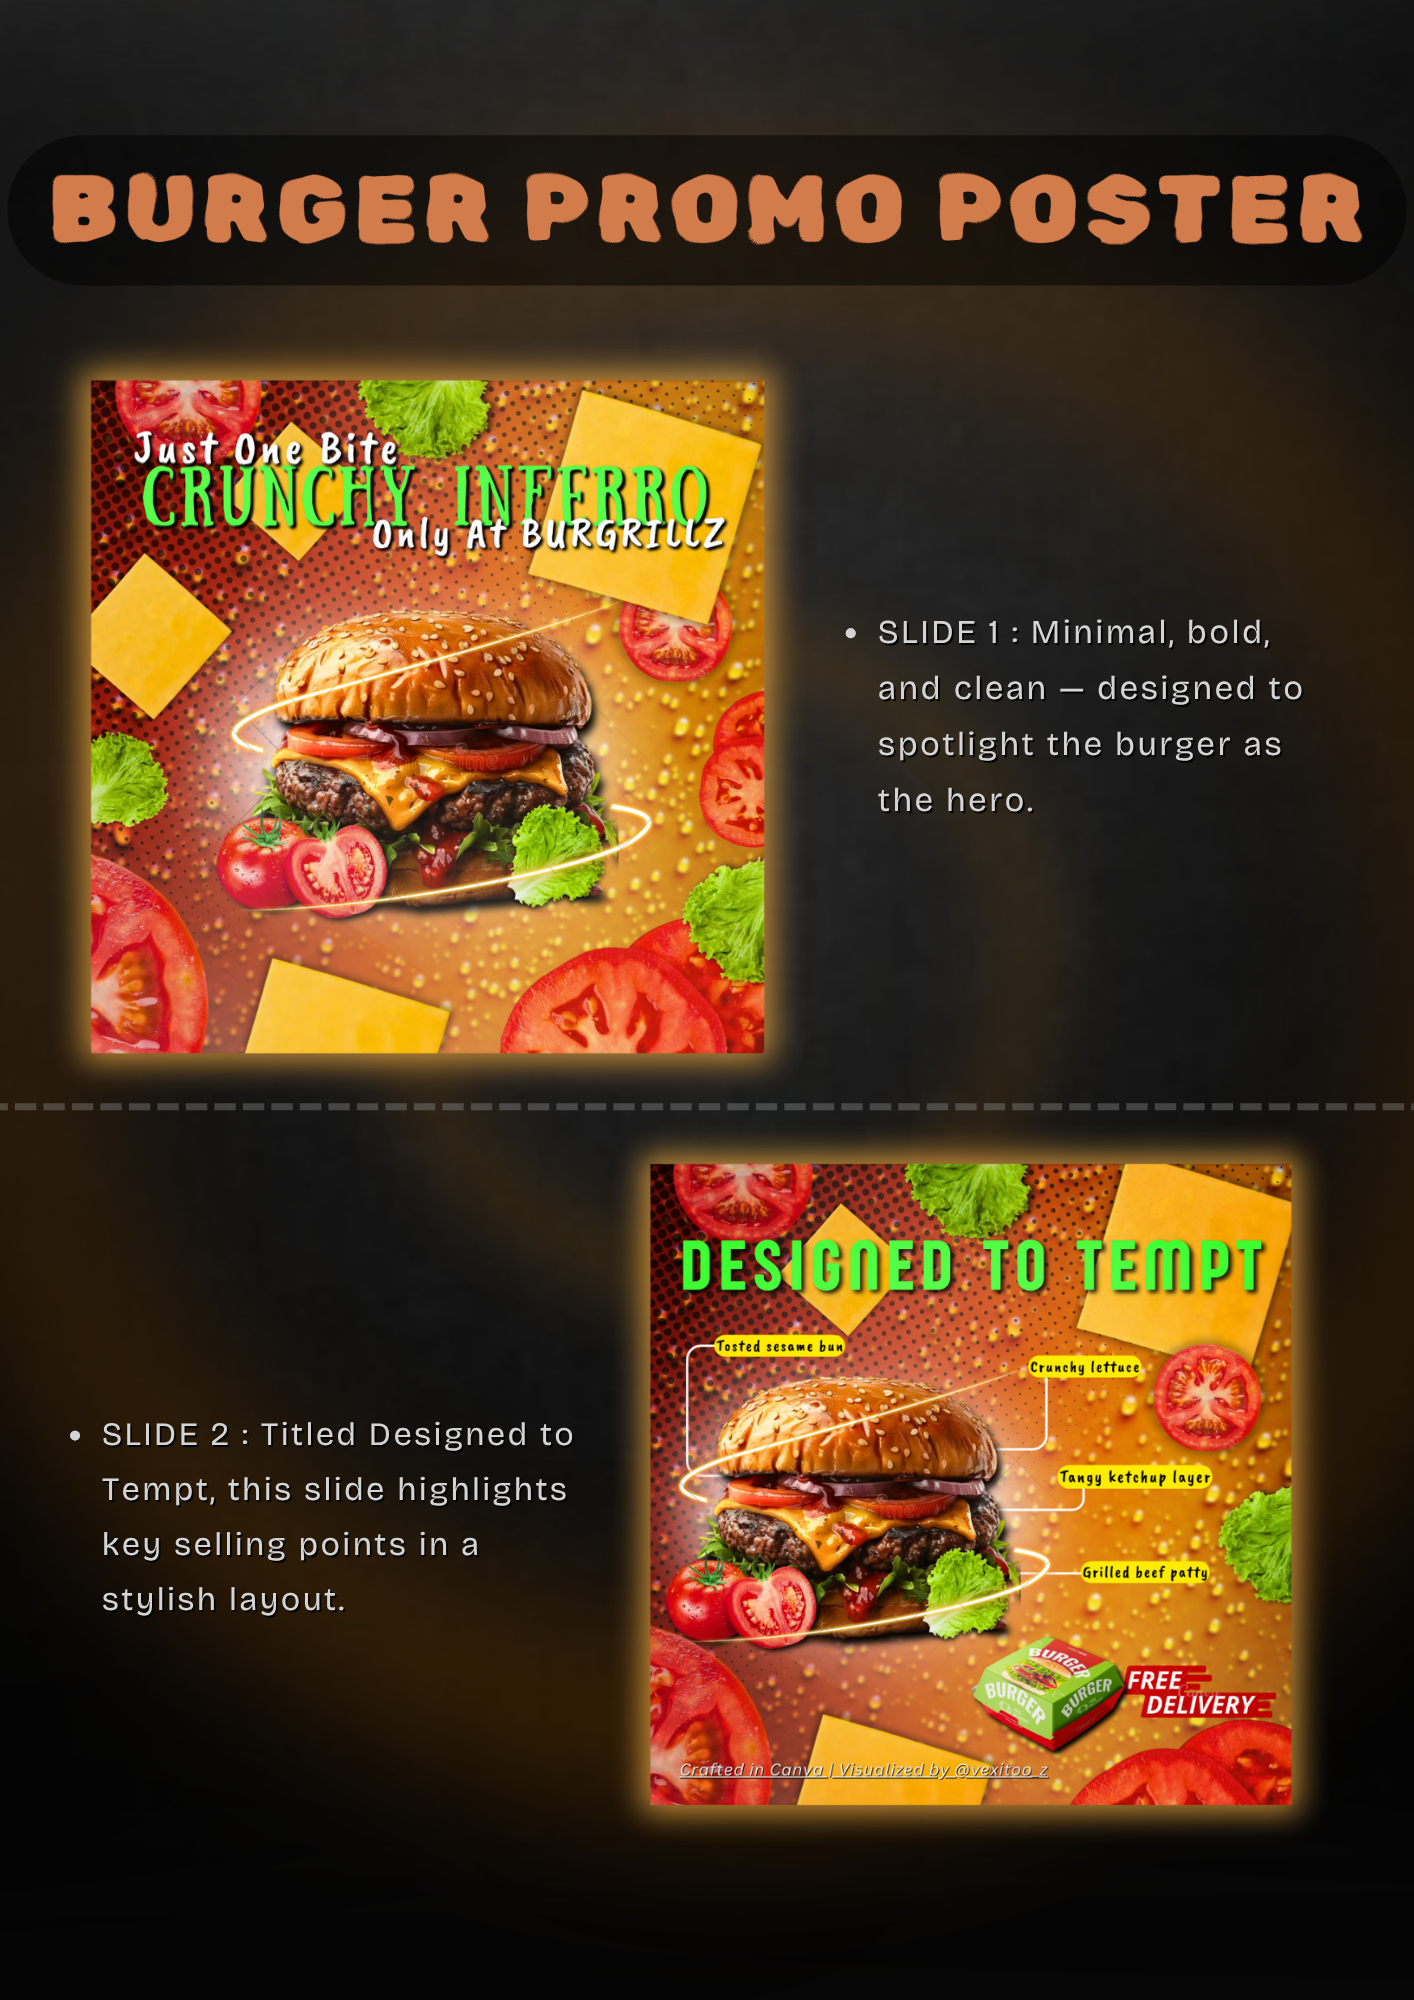 BURGER PROMO POSTER
Just One Bite
CRUNCHY INFERRO
Only At BURGRILLZ
• SLIDE 1 : Minimal, bold,
and clean — designed to
spotlight the burger as
the hero.
DESIGNED TO TEMPT
Tosted sesame bun
Crunchy lettuce
Tangy ketchup layer
Grilled beef patty
• SLIDE 2 : Titled Designed to
Tempt, this slide highlights
key selling points in a
stylish layout.
BURGER
BURGER
BURGER
FREE
DELIVERY
Crafted in Canva | Visualized by @vexitoo_z